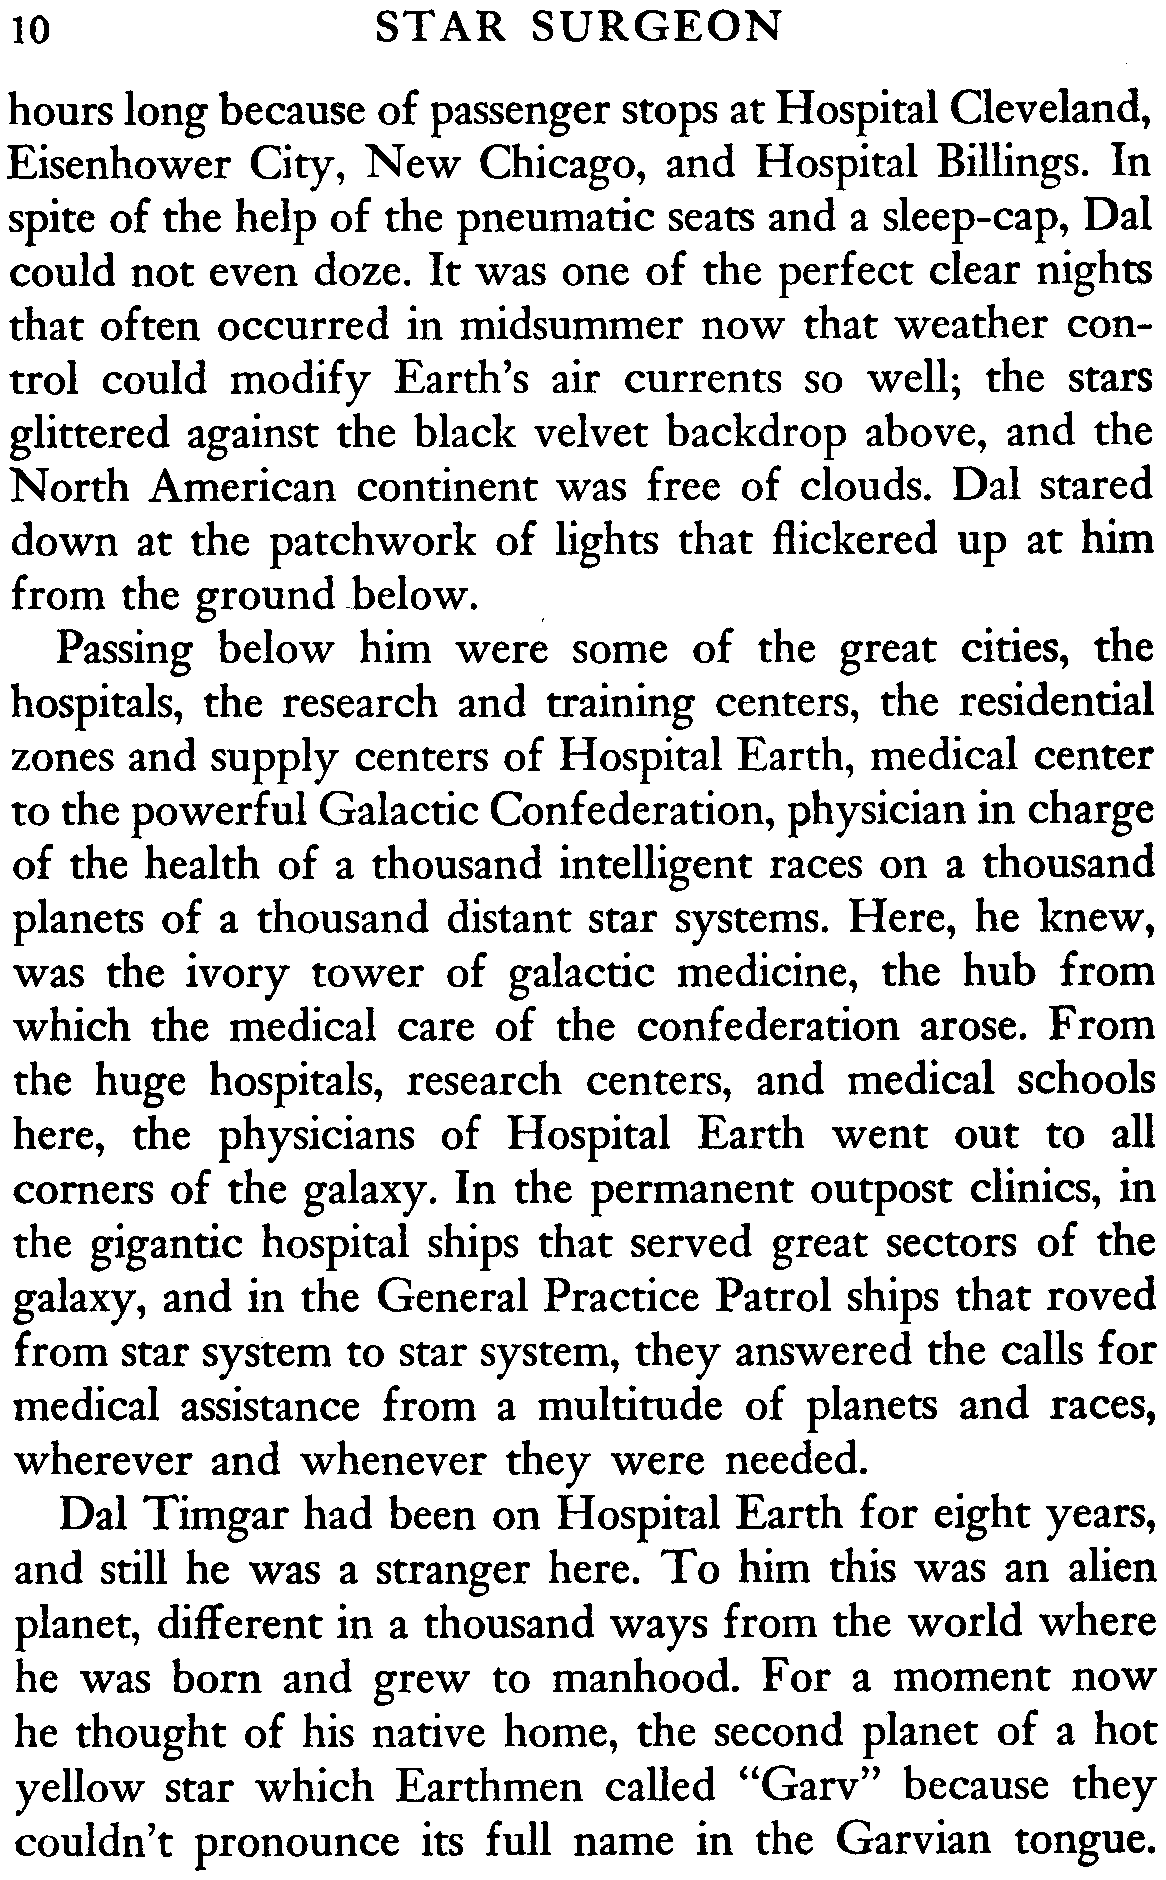 10 STAR SURGEON
hours long because of passenger stops at Hospital Cleveland,
Eisenhower City, New Chicago, and Hospital Billings. In
spite of the help of the pneumatic seats and a sleep-cap, Dal
could not even doze. It was one of the perfect clear nights
that often occurred in midsummer now that weather con-
trol could modify Earth's air currents so well; the stars
glittered against the black velvet backdrop above, and the
North American continent was free of clouds. Dal stared
down at the patchwork of lights that flickered up at him
from the ground below.
Passing below him were some of the great cities, the
hospitals, the research and training centers, the residential
zones and supply centers of Hospital Earth, medical center
to the powerful Galactic Confederation, physician in charge
of the health of a thousand intelligent races on a thousand
planets of a thousand distant star systems. Here, he knew,
was the ivory tower of galactic medicine, the hub from
which the medical care of the confederation arose. From
the huge hospitals, research centers, and medical schools
here, the physicians of Hospital Earth went out to all
corners of the galaxy. In the permanent outpost clinics, in
the gigantic hospital ships that served great sectors of the
galaxy, and in the General Practice Patrol ships that roved
from star system to star system, they answered the calls for
medical assistance from a multitude of planets and races,
wherever and whenever they were needed.
Dal Timgar had been on Hospital Earth for eight years,
and still he was a stranger here. To him this was an alien
planet, different in a thousand ways from the world where
he was born and grew to manhood. For a moment now
he thought of his native home, the second planet of a hot
yellow star which Earthmen called "Garv" because they
couldn't pronounce its full name in the Garvian tongue.